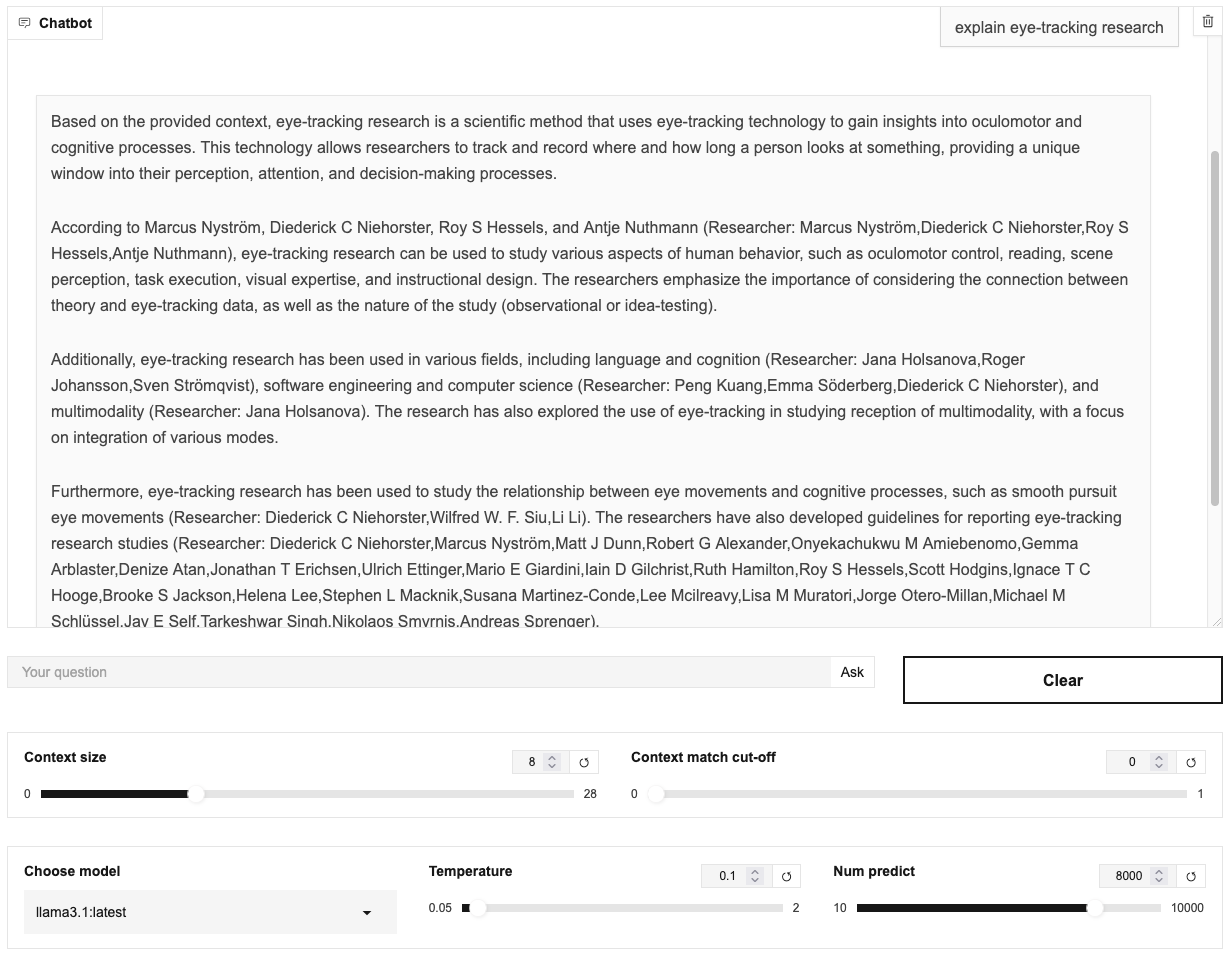 Chatbot
explain eye-tracking research
Based on the provided context, eye-tracking research is a scientific method that uses eye-tracking technology to gain insights into oculomotor and
cognitive processes. This technology allows researchers to track and record where and how long a person looks at something, providing a unique
window into their perception, attention, and decision-making processes.
According to Marcus Nyström, Diederick C Niehorster, Roy S Hessels, and Antje Nuthmann (Researcher: Marcus Nyström,Diederick C Niehorster,Roy S
Hessels,Antje Nuthmann), eye-tracking research can be used to study various aspects of human behavior, such as oculomotor control, reading, scene
perception, task execution, visual expertise, and instructional design. The researchers emphasize the importance of considering the connection between
theory and eye-tracking data, as well as the nature of the study (observational or idea-testing).
Additionally, eye-tracking research has been used in various fields, including language and cognition (Researcher: Jana Holsanova,Roger
Johansson,Sven Strömqvist), software engineering and computer science (Researcher: Peng Kuang,Emma Söderberg,Diederick C Niehorster), and
multimodality (Researcher: Jana Holsanova). The research has also explored the use of eye-tracking in studying reception of multimodality, with a focus
on integration of various modes.
Furthermore, eye-tracking research has been used to study the relationship between eye movements and cognitive processes, such as smooth pursuit
eye movements (Researcher: Diederick C Niehorster,Wilfred W. F. Siu,Li Li). The researchers have also developed guidelines for reporting eye-tracking
research studies (Researcher: Diederick C Niehorster,Marcus Nyström,Matt J Dunn,Robert G Alexander,Onyekachukwu M Amiebenomo,Gemma
Arblaster,Denize Atan,Jonathan T Erichsen,Ulrich Ettinger,Mario E Giardini,Iain D Gilchrist,Ruth Hamilton,Roy S Hessels,Scott Hodgins,Ignace T C
Hooge,Brooke S Jackson,Helena Lee,Stephen L Macknik,Susana Martinez-Conde,Lee Mcilreavy,Lisa M Muratori,Jorge Otero-Millan,Michael M
Schlüssel,Jay E Self,Tarkeshwar Singh,Nikolaos Smyrnis,Andreas Sprenger).
Your question
Ask
Clear
Context size
8
0
28
Context match cut-off
0
0
1
Choose model
llama3.1:latest
Temperature
0.1
0.05
2
Num predict
8000
10
10000